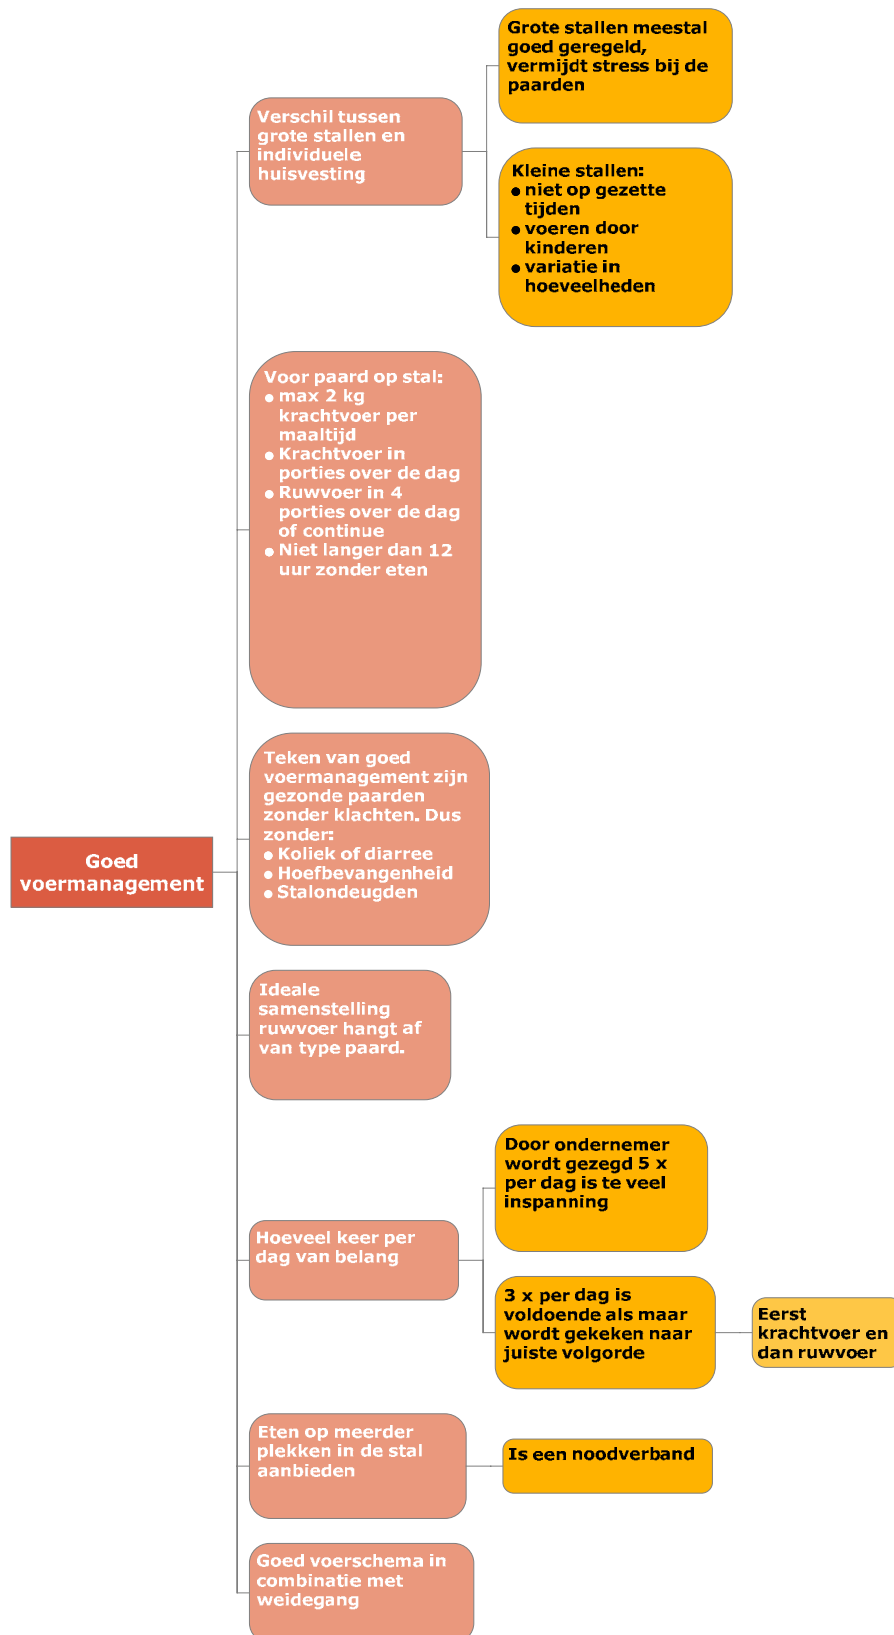 Grote stallen meestal
goed geregeld,
vermijdt stress bij de
paarden
Verschil tussen
grote stallen en
individuele
huisvesting
Kleine stallen:
● niet op gezette
tijden
● voeren door
kinderen
● variatie in
hoeveelheden
Voor paard op stal:
● max 2 kg
krachtvoer per
maaltijd
● Krachtvoer in
porties over de dag
● Ruwvoer in 4
porties over de dag
of continue
● Niet langer dan 12
uur zonder eten
Teken van goed
voermanagement zijn
gezonde paarden
zonder klachten. Dus
zonder:
● Koliek of diarree
● Hoefbevangenheid
● Stalondeugden
Goed
voermanagement
Ideale
samenstelling
ruwvoer hangt af
van type paard.
Door ondernemer
wordt gezegd 5 x
per dag is te veel
inspanning
Hoeveel keer per
dag van belang
3 x per dag is
voldoende als maar
wordt gekeken naar
juiste volgorde
Eerst
krachtvoer en
dan ruwvoer
Eten op meerder
plekken in de stal
aanbieden
Is een noodverband
Goed voerschema in
combinatie met
weidegang